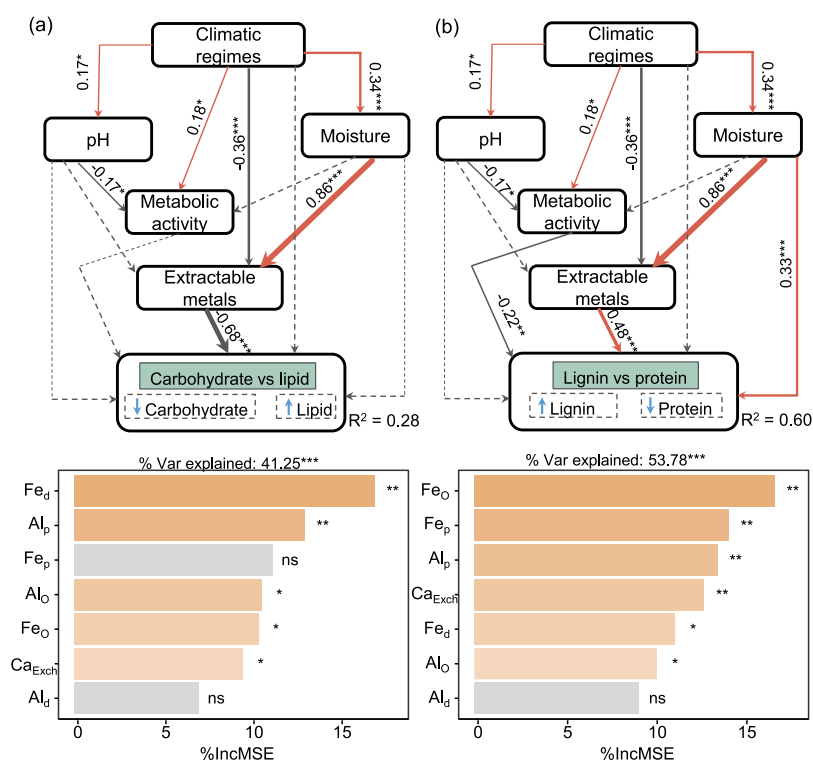 (a)
Climatic
regimes
0.17*
0.34***
0.18*
-0.36***
pH
Moisture
-0.17*
Metabolic
activity
0.86***
Extractable
metals
-0.68***
Carbohydrate vs lipid
Carbohydrate
Lipid
R² = 0.28
(b)
Climatic
regimes
0.17*
0.34***
0.18*
-0.36***
pH
Moisture
-0.17*
Metabolic
activity
0.86***
0.33***
Extractable
metals
-0.22**
0.48***
Lignin vs protein
Lignin
Protein
R² = 0.60
% Var explained: 41.25***
Fed **
Alp **
Fep ns
AlO *
FeO *
CaExch *
Ald ns
0 5 10 15
%IncMSE
% Var explained: 53.78***
FeO **
Fep **
Alp **
CaExch **
Fed *
AlO *
Ald ns
0 5 10 15
%IncMSE